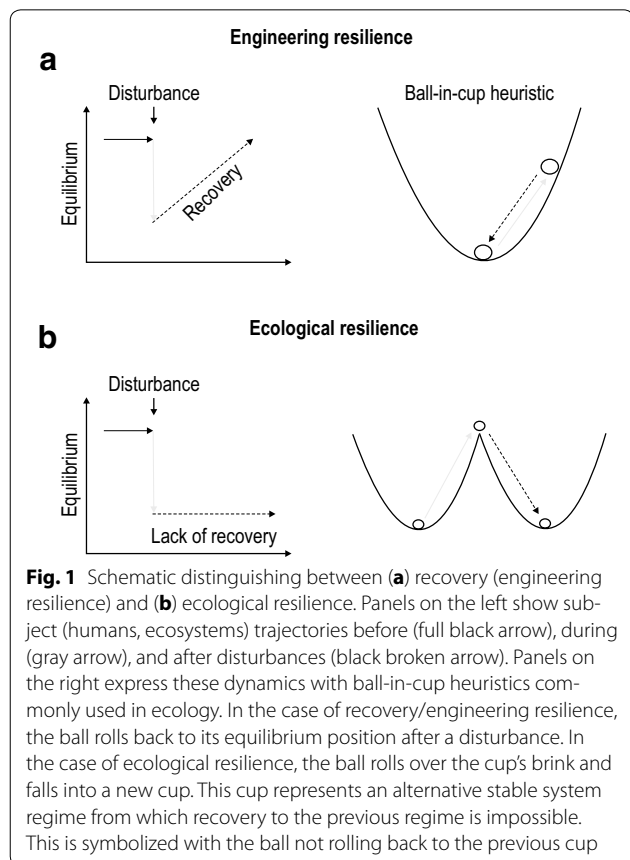 Engineering resilience
a
Disturbance
Ball-in-cup heuristic
Equilibrium
Recovery
Ecological resilience
b
Disturbance
Equilibrium
Lack of recovery
Fig. 1 Schematic distinguishing between (a) recovery (engineering
resilience) and (b) ecological resilience. Panels on the left show sub-
ject (humans, ecosystems) trajectories before (full black arrow), during
(gray arrow), and after disturbances (black broken arrow). Panels on
the right express these dynamics with ball-in-cup heuristics com-
monly used in ecology. In the case of recovery/engineering resilience,
the ball rolls back to its equilibrium position after a disturbance. In
the case of ecological resilience, the ball rolls over the cup’s brink and
falls into a new cup. This cup represents an alternative stable system
regime from which recovery to the previous regime is impossible.
This is symbolized with the ball not rolling back to the previous cup